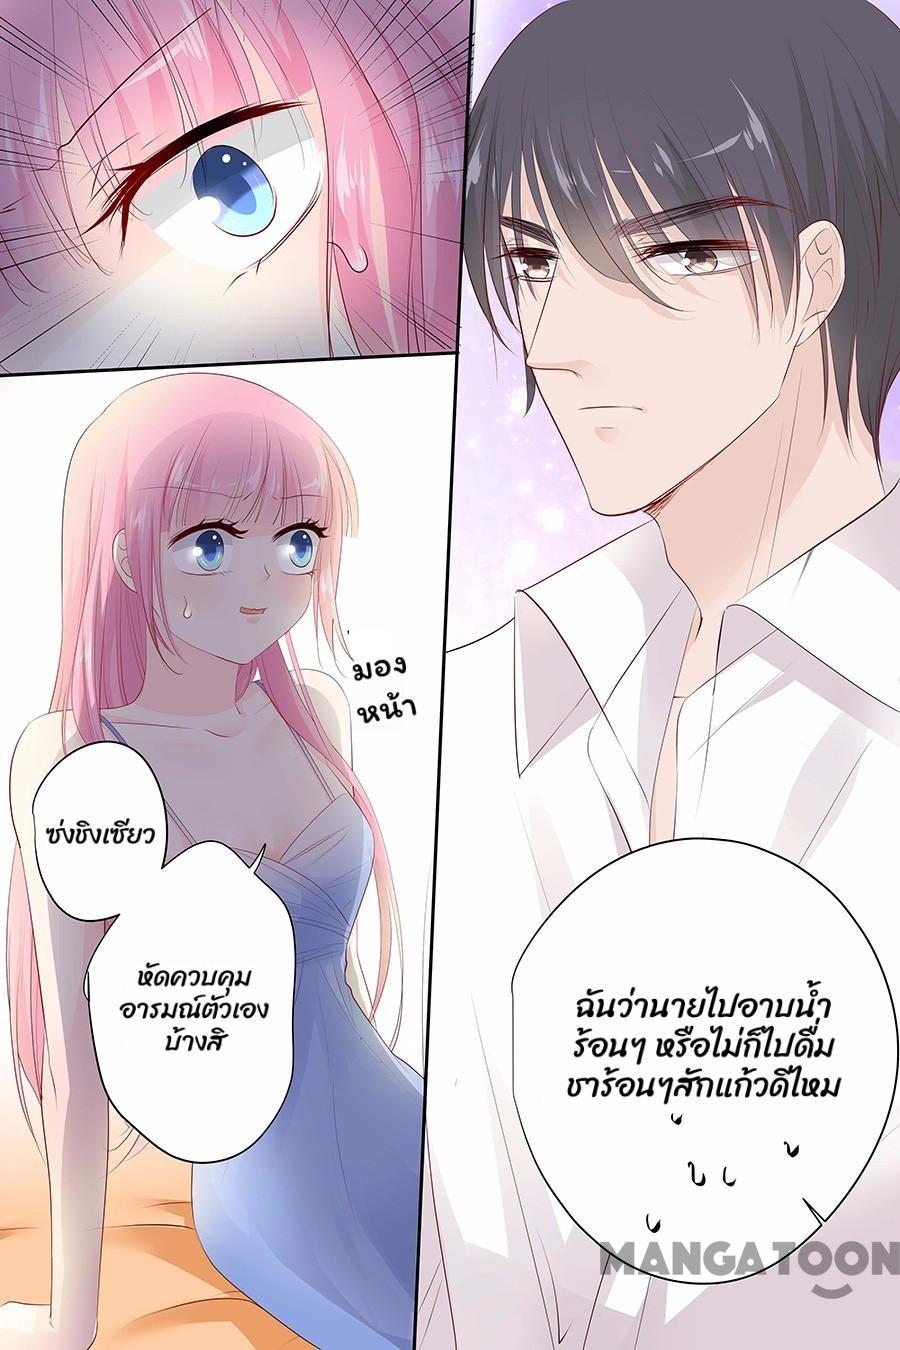 มอง
หน้า
ซ่งชิงเซียว
หัดควบคุม
อารมณ์ตัวเอง
บ้างสิ
ฉันว่านายไปอาบน้ำ
ร้อนๆ หรือไม่ก็ไปดื่ม
ชาร้อนๆสักแก้วดีไหม
MANGATOON